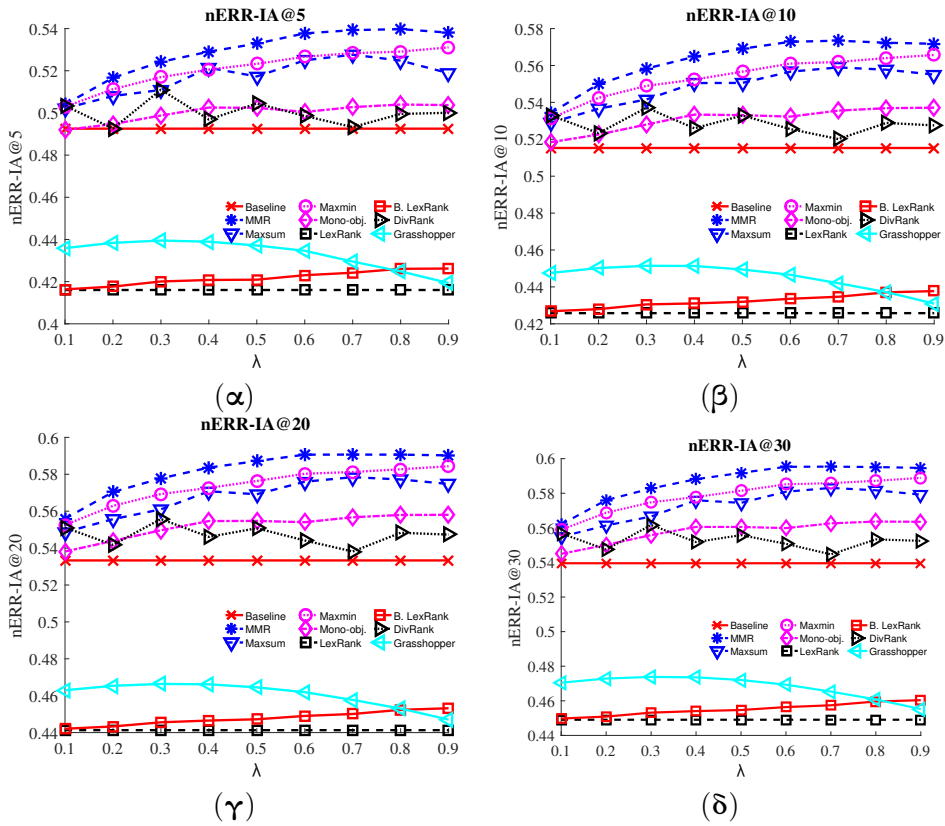 nERR-IA@5
0.54
0.52
0.5
0.49
0.44
0.42
0.4
nERR-IA@5
Baseline Maxmin B. LexRank
MMR Mono-obj. DivRank
Maxsum LexRank Grasshopper
0.1 0.2 0.3 0.4 0.5 0.6 0.7 0.8 0.9
λ
(α)
nERR-IA@10
0.58
0.56
0.54
0.52
0.5
0.48
0.46
0.44
0.42
nERR-IA@10
Baseline Maxmin B. LexRank
MMR Mono-obj. DivRank
Maxsum LexRank Grasshopper
0.1 0.2 0.3 0.4 0.5 0.6 0.7 0.8 0.9
λ
(β)
nERR-IA@20
0.6
0.58
0.56
0.54
0.52
0.5
0.46
0.44
nERR-IA@20
Baseline Maxmin B. LexRank
MMR Mono-obj. DivRank
Maxsum LexRank Grasshopper
0.1 0.2 0.3 0.4 0.5 0.6 0.7 0.8 0.9
λ
(γ)
nERR-IA@30
0.6
0.58
0.56
0.54
0.52
0.5
0.48
0.46
0.44
nERR-IA@30
Baseline Maxmin B. LexRank
MMR Mono-obj. DivRank
Maxsum LexRank Grasshopper
0.1 0.2 0.3 0.4 0.5 0.6 0.7 0.8 0.9
λ
(δ)